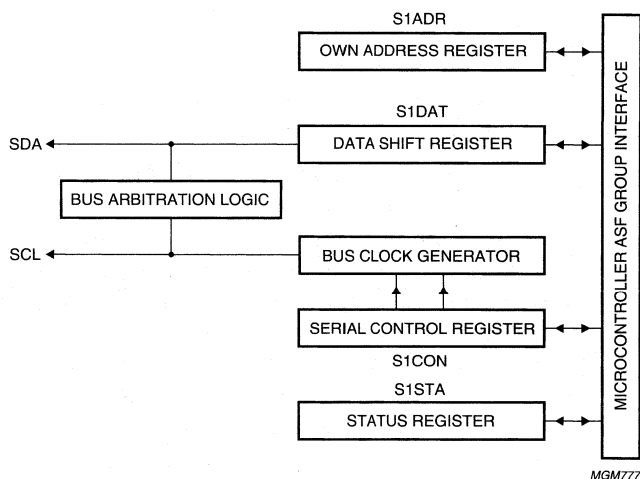 S1ADR
OWN ADDRESS REGISTER
S1DAT
SDA
DATA SHIFT REGISTER
BUS ARBITRATION LOGIC
SCL
BUS CLOCK GENERATOR
SERIAL CONTROL REGISTER
S1CON
S1STA
STATUS REGISTER
MICROCONTROLLER ASF GROUP INTERFACE
MGM777